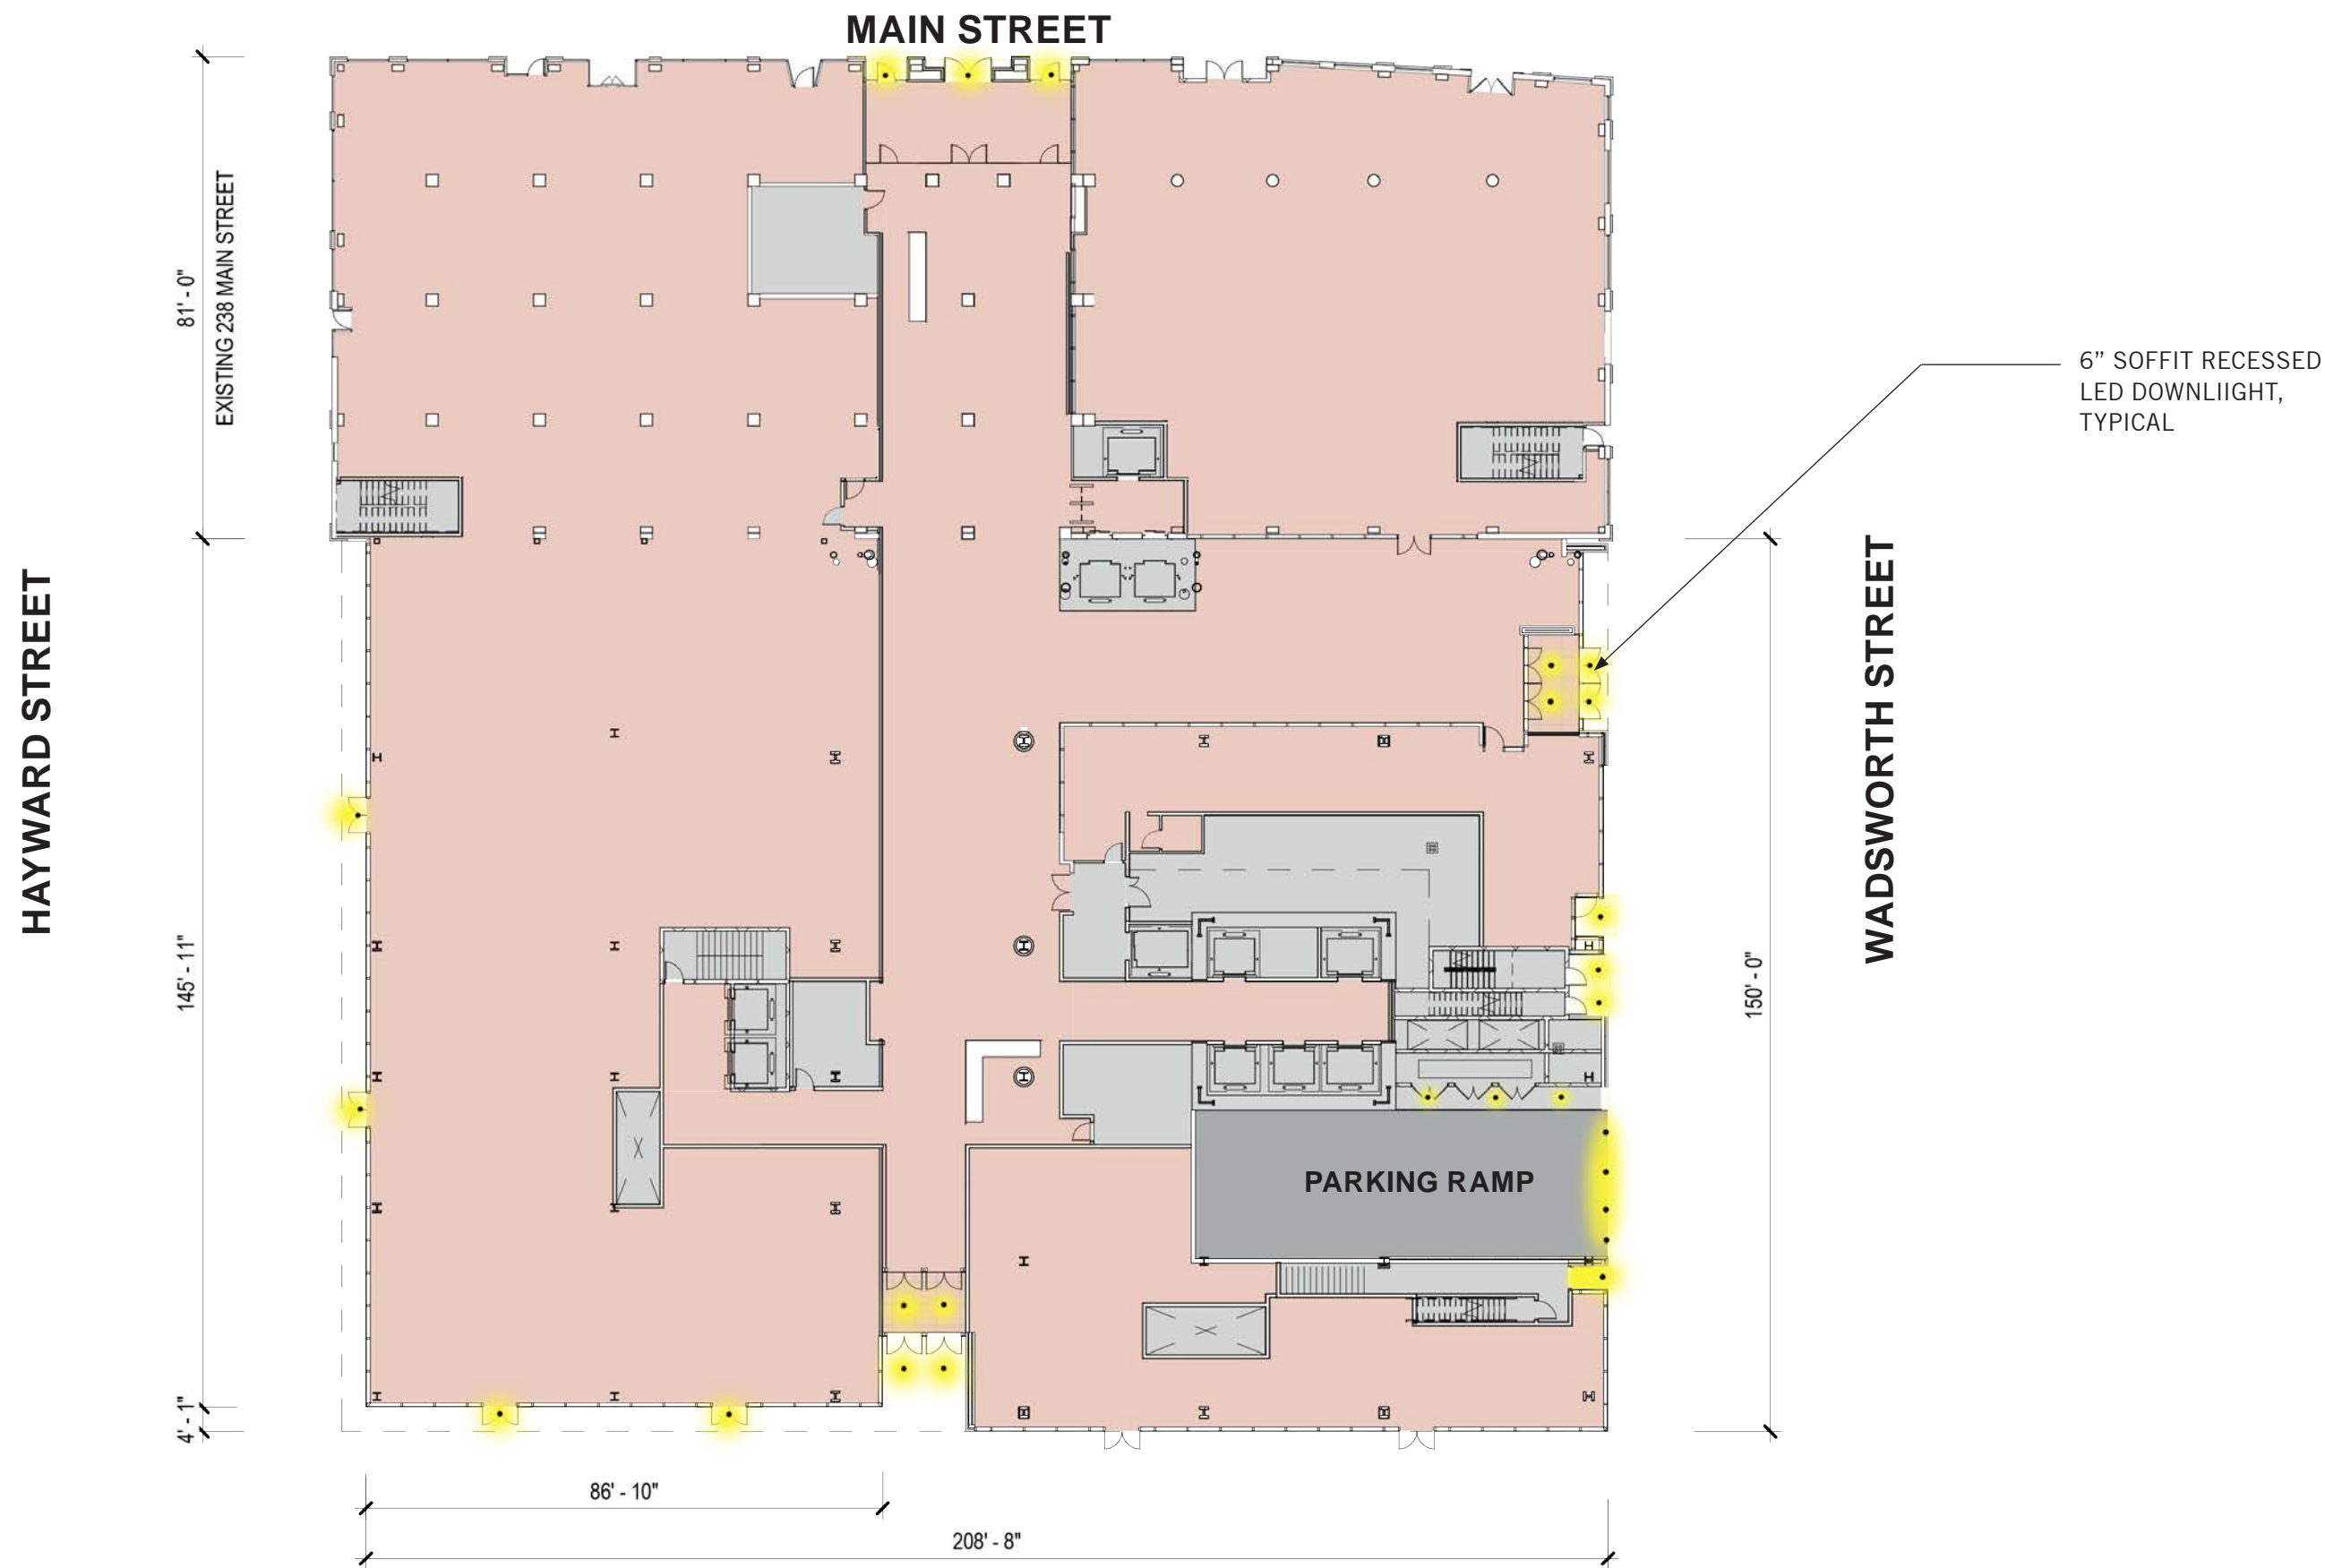 MAIN STREET
81' - 0"
EXISTING 238 MAIN STREET
6” SOFFIT RECESSED
LED DOWNLIIGHT,
TYPICAL
HAYWARD STREET
WADSWORTH STREET
145' - 11"
150' - 0"
PARKING RAMP
4' - 1"
86' - 10"
208' - 8"